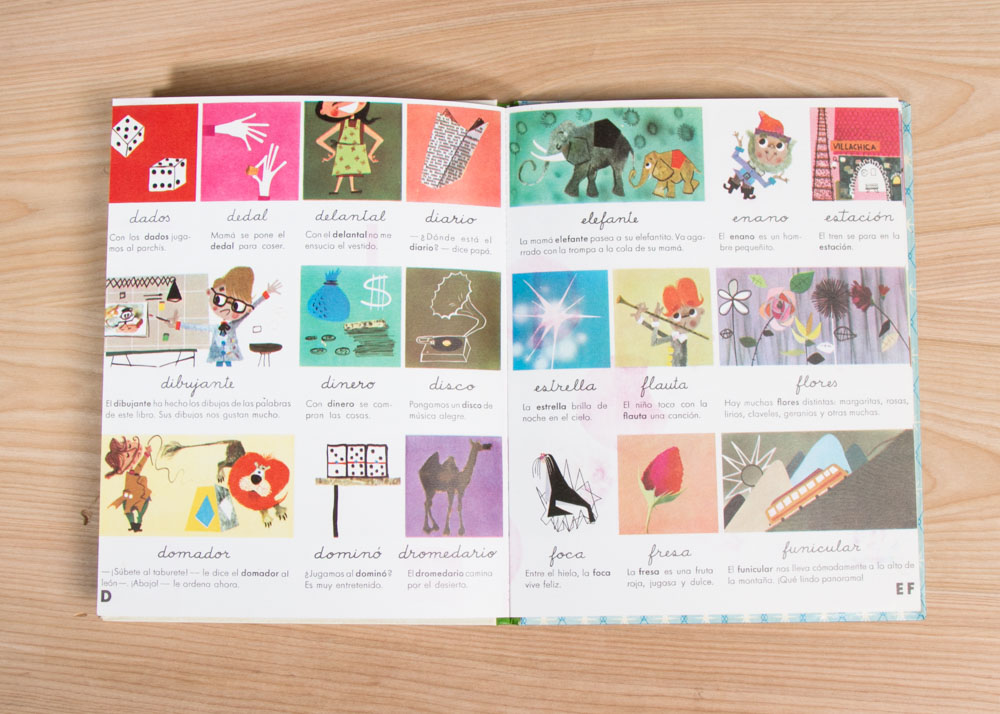 dados
Con los dados juga-
mos al parchís.
dedal
Mamá se pone el
dedal para coser.
delantal
Con el delantal no me
ensucia el vestido.
diario
— ¿Dónde está el
diario? — dice papá.
dibujante
El dibujante ha hecho los dibujos de las palabras
de este libro. Sus dibujos nos gustan mucho.
dinero
Con dinero se com-
pran las cosas.
disco
Pongamos un disco de
música alegre.
domador
— ¡Súbete al taburete! — le dice el domador al
león —. ¡Abajo! — le ordena ahora.
dominó
¿Jugamos al dominó?
Es muy entretenido.
dromedario
El dromedario camina
por el desierto.
D
elefante
La mamá elefante pasea a su elefantito. Va aga-
rrado con la trompa a la cola de su mamá.
enano
El enano es un hom-
bre pequeñito.
VILLACHICA
estación
El tren se para en la
estación.
estrella
La estrella brilla de
noche en el cielo.
flauta
El niño toca con la
flauta una canción.
flores
Hay muchas flores distintas: margaritas, rosas,
lirios, claveles, geranios y otras muchas.
foca
Entre el hielo, la foca
vive feliz.
fresa
La fresa es una fruta
roja, jugosa y dulce.
funicular
El funicular nos lleva cómodamente a lo alto de
la montaña. ¡Qué lindo panorama!
E F